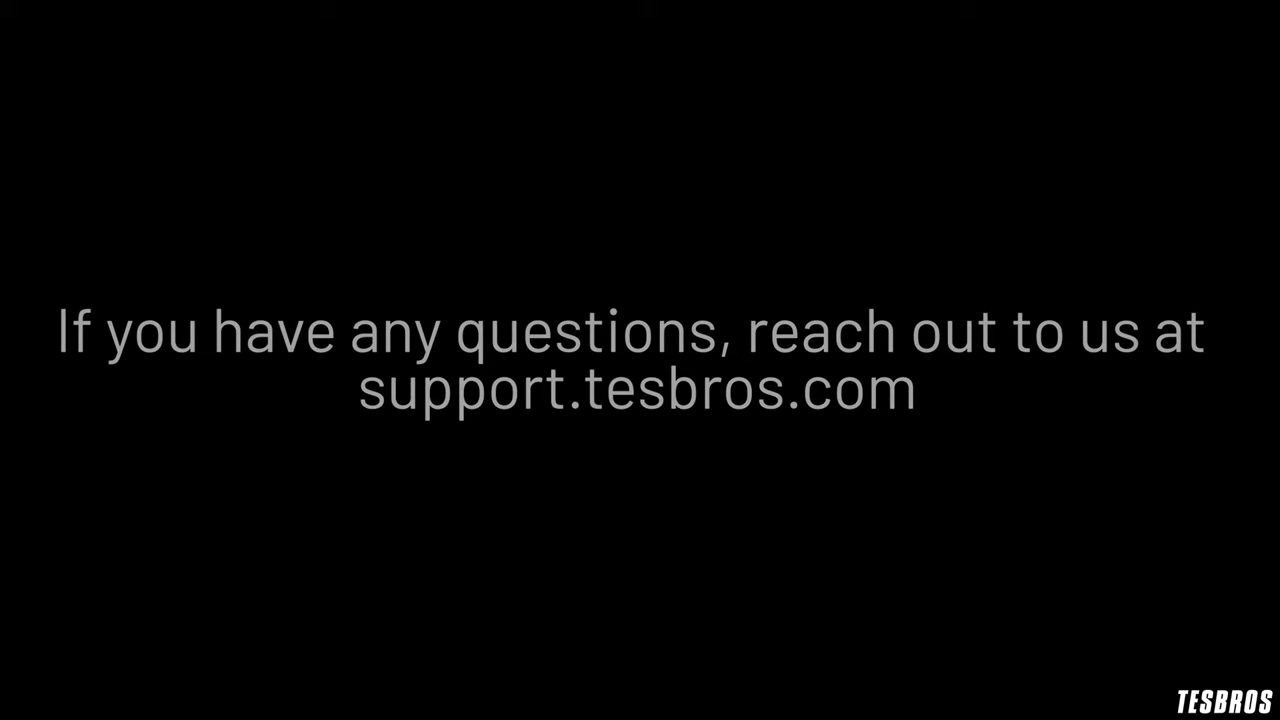 If you have any questions, reach out to us at
support.tesbros.com
TESBROS